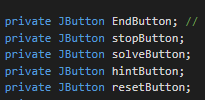 private JButton EndButton; //
private JButton stopButton;
private JButton solveButton;
private JButton hintButton;
private JButton resetButton;